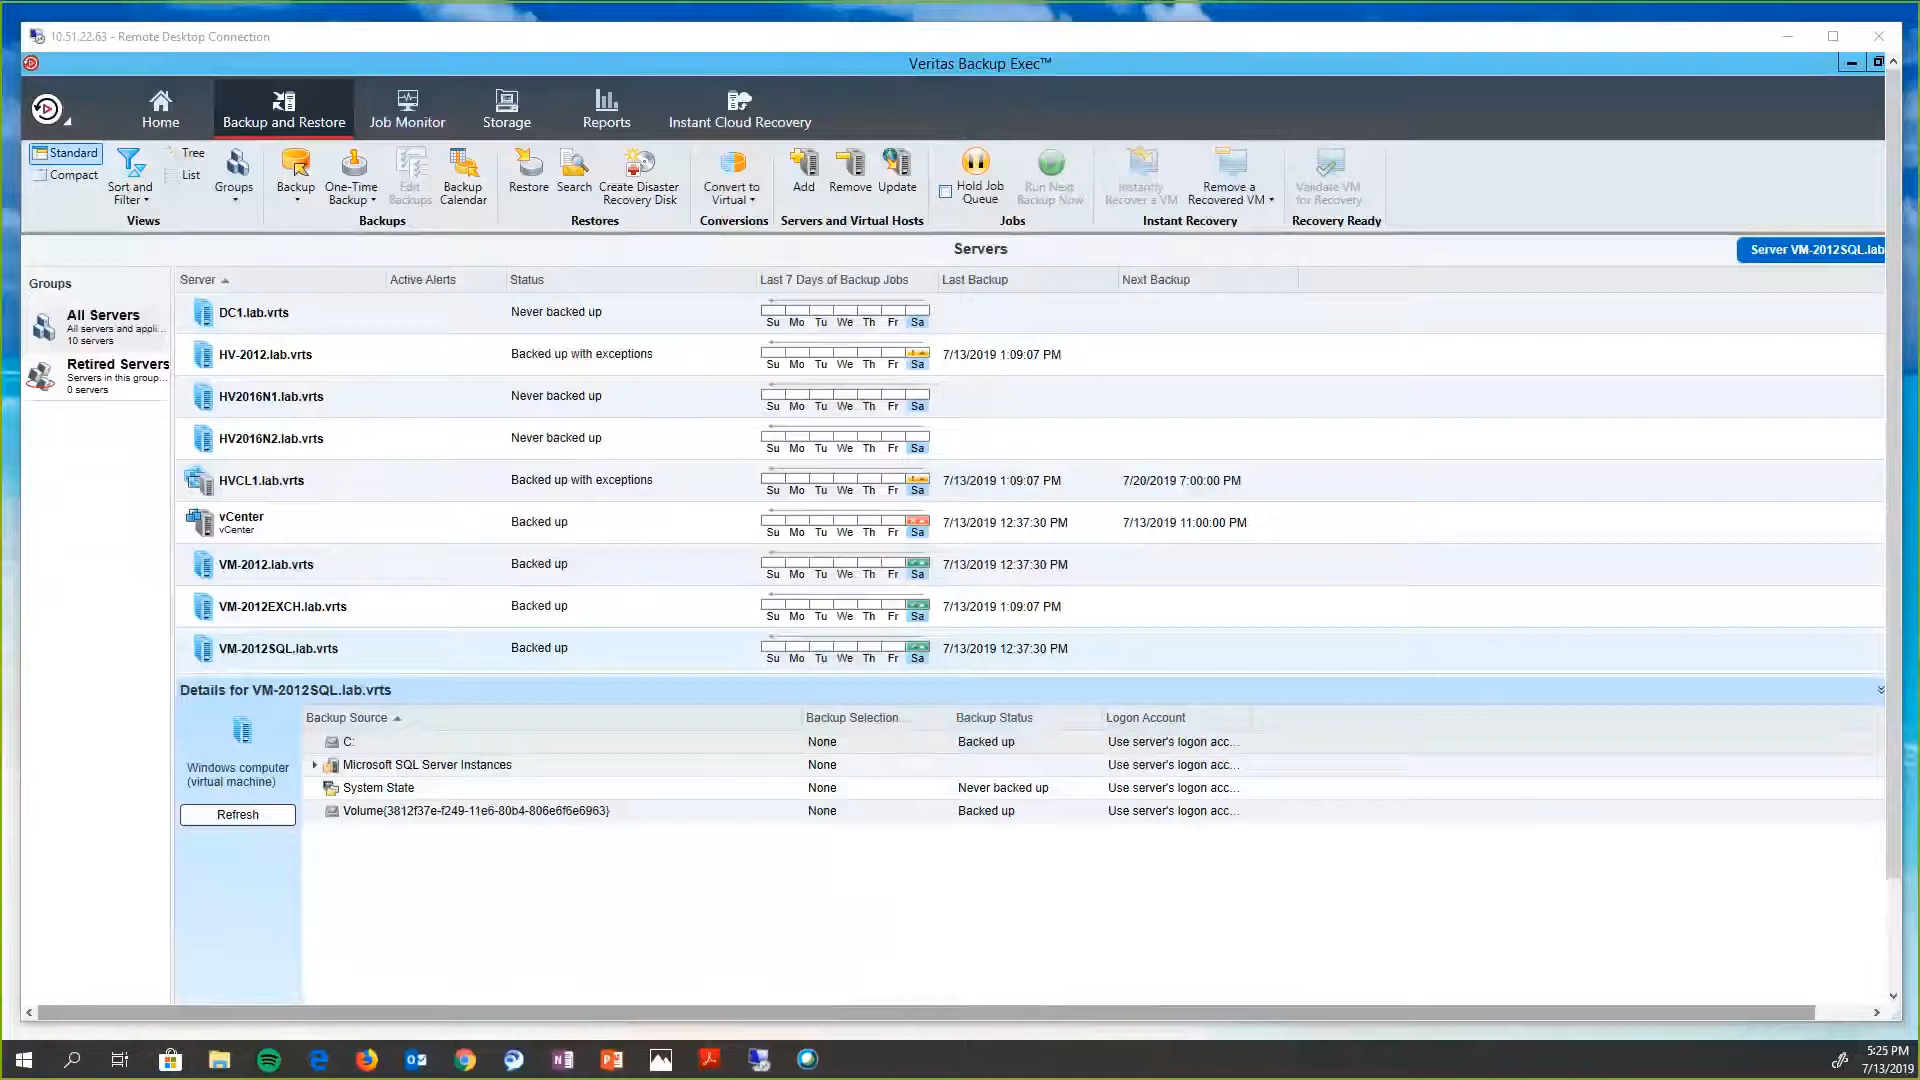 10.51.22.63 - Remote Desktop Connection
Veritas Backup Exec™
Home
Backup and Restore
Job Monitor
Storage
Reports
Instant Cloud Recovery
Standard
Compact
Sort and
Filter
Tree
List
Groups
Views
Backup
One-Time
Backup
Edit
Backups
Backup
Calendar
Backups
Restore
Search
Create Disaster
Recovery Disk
Restores
Convert to
Virtual
Conversions
Add
Remove
Update
Servers and Virtual Hosts
Hold Job
Queue
Run Next
Backup Now
Jobs
Instantly
Recover a VM
Remove a
Recovered VM
Instant Recovery
Validate VM
for Recovery
Recovery Ready
Servers
Server VM-2012SQL.lab
Groups
All Servers
All servers and appli...
10 servers
Retired Servers
Servers in this group...
0 servers
Server Active Alerts Status Last 7 Days of Backup Jobs Last Backup Next Backup
DC1.lab.vrts Never backed up
Su Mo Tu We Th Fr Sa
HV-2012.lab.vrts Backed up with exceptions 7/13/2019 1:09:07 PM
Su Mo Tu We Th Fr Sa
HV2016N1.lab.vrts Never backed up
Su Mo Tu We Th Fr Sa
HV2016N2.lab.vrts Never backed up
Su Mo Tu We Th Fr Sa
HVCL1.lab.vrts Backed up with exceptions 7/13/2019 1:09:07 PM 7/20/2019 7:00:00 PM
Su Mo Tu We Th Fr Sa
vCenter
vCenter
Backed up 7/13/2019 12:37:30 PM 7/13/2019 11:00:00 PM
Su Mo Tu We Th Fr Sa
VM-2012.lab.vrts Backed up 7/13/2019 12:37:30 PM
Su Mo Tu We Th Fr Sa
VM-2012EXCH.lab.vrts Backed up 7/13/2019 1:09:07 PM
Su Mo Tu We Th Fr Sa
VM-2012SQL.lab.vrts Backed up 7/13/2019 12:37:30 PM
Su Mo Tu We Th Fr Sa
Details for VM-2012SQL.lab.vrts
Windows computer
(virtual machine)
Refresh
Backup Source Backup Selection Backup Status Logon Account
C: None Backed up Use server's logon acc...
Microsoft SQL Server Instances None Use server's logon acc...
System State None Never backed up Use server's logon acc...
Volume{3812f37e-f249-11e6-80b4-806e6f6e6963} None Backed up Use server's logon acc...
5:25 PM
7/13/2019